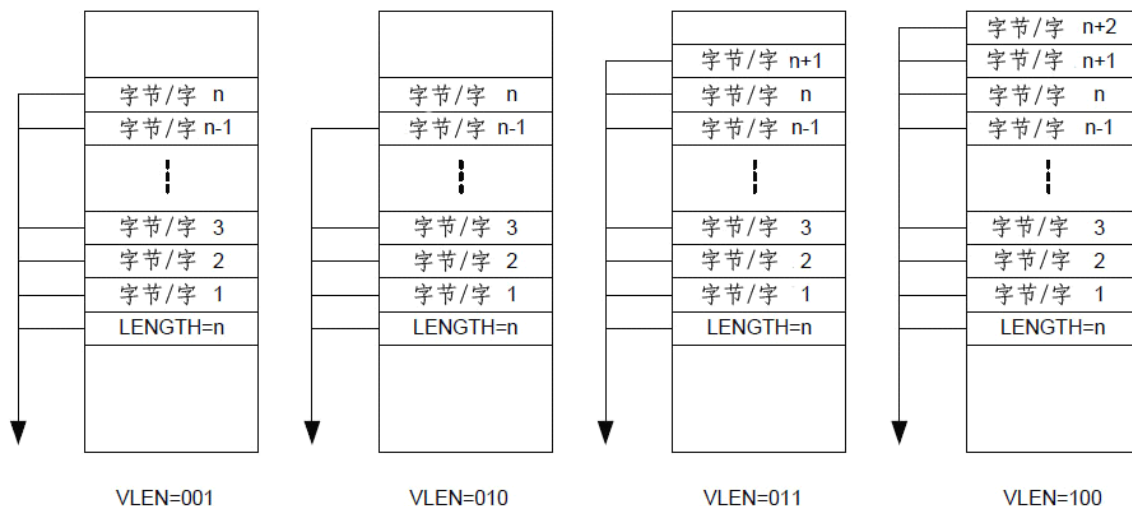 字节/字 n+2
字节/字 n+1 字节/字 n+1
字节/字 n 字节/字 n 字节/字 n 字节/字 n
字节/字 n-1 字节/字 n-1 字节/字 n-1 字节/字 n-1
字节/字 3 字节/字 3 字节/字 3 字节/字 3
字节/字 2 字节/字 2 字节/字 2 字节/字 2
字节/字 1 字节/字 1 字节/字 1 字节/字 1
LENGTH=n LENGTH=n LENGTH=n LENGTH=n
VLEN=001 VLEN=010 VLEN=011 VLEN=100